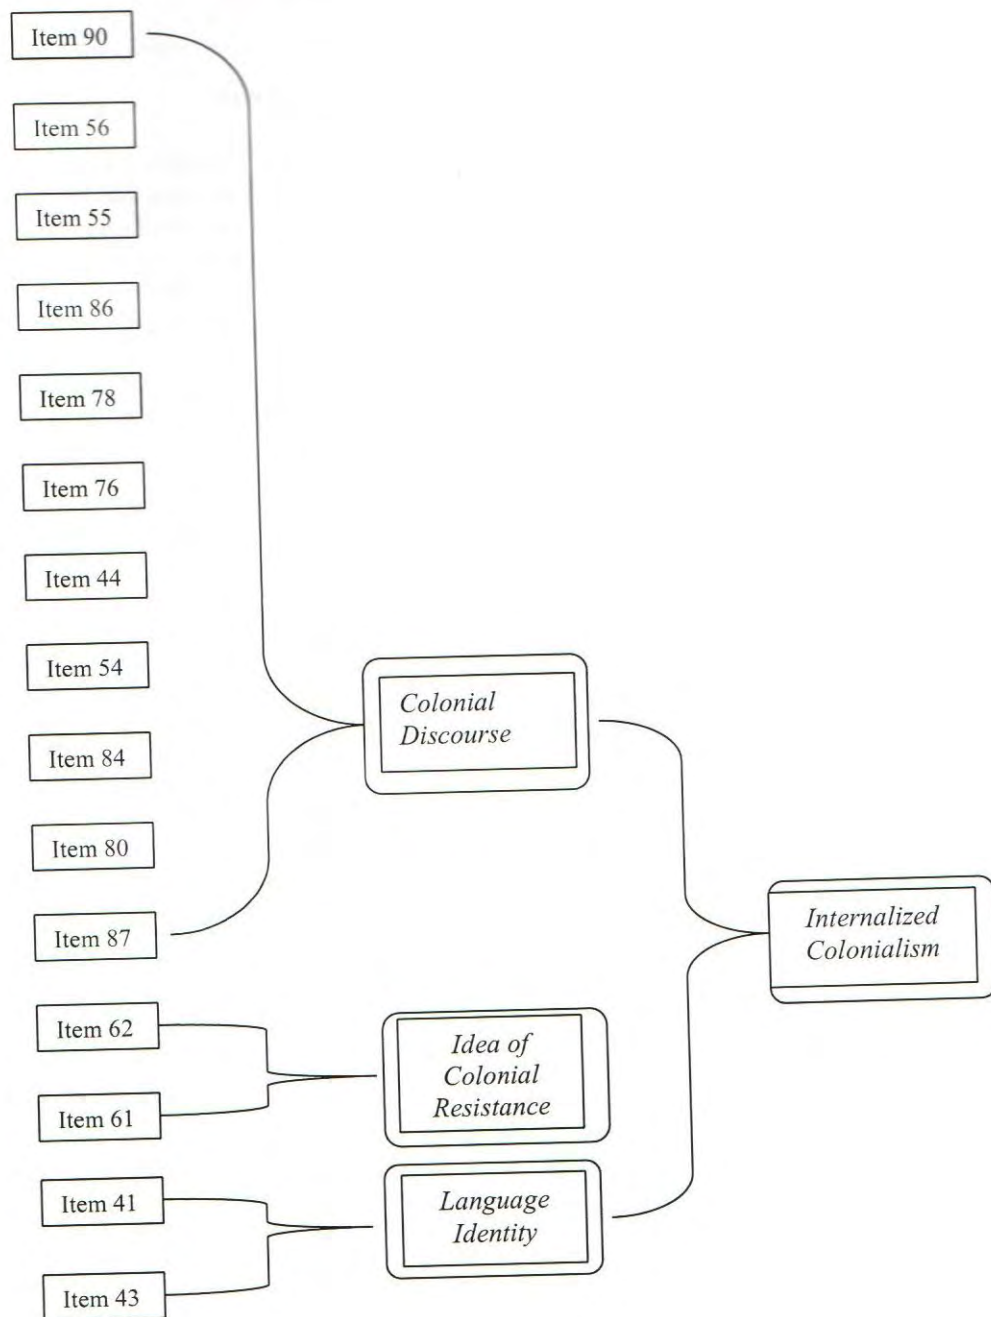 Item 90
Item 56
Item 55
Item 86
Item 78
Item 76
Item 44
Item 54
Item 84
Item 80
Item 87
Item 62
Item 61
Item 41
Item 43
Colonial
Discourse
Idea of
Colonial
Resistance
Language
Identity
Internalized
Colonialism